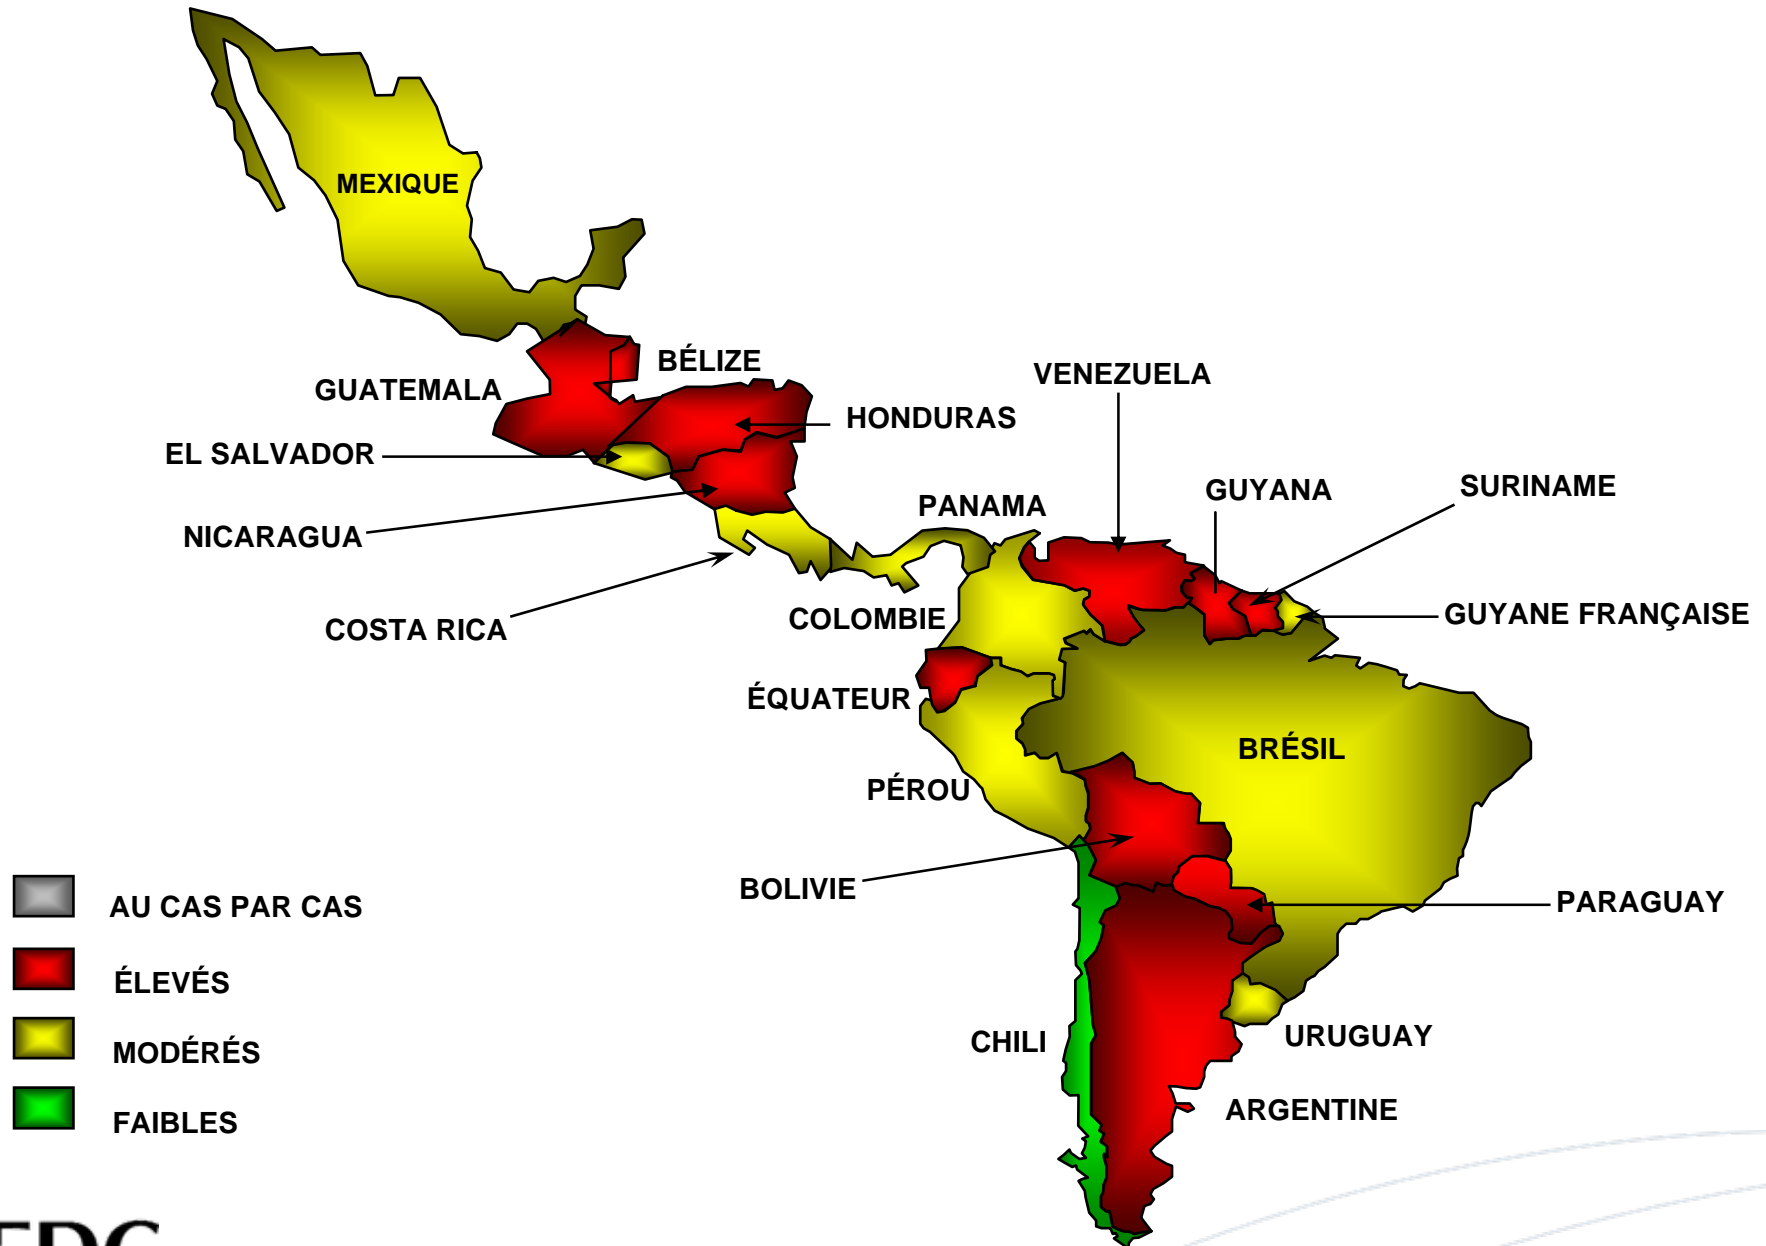 MEXIQUE
BÉLIZE
GUATEMALA
VENEZUELA
HONDURAS
EL SALVADOR
GUYANA
SURINAME
PANAMA
NICARAGUA
COLOMBIE
GUYANE FRANÇAISE
COSTA RICA
ÉQUATEUR
BRÉSIL
PÉROU
BOLIVIE
PARAGUAY
AU CAS PAR CAS
ÉLEVÉS
CHILI
URUGUAY
MODÉRÉS
ARGENTINE
FAIBLES
EDC